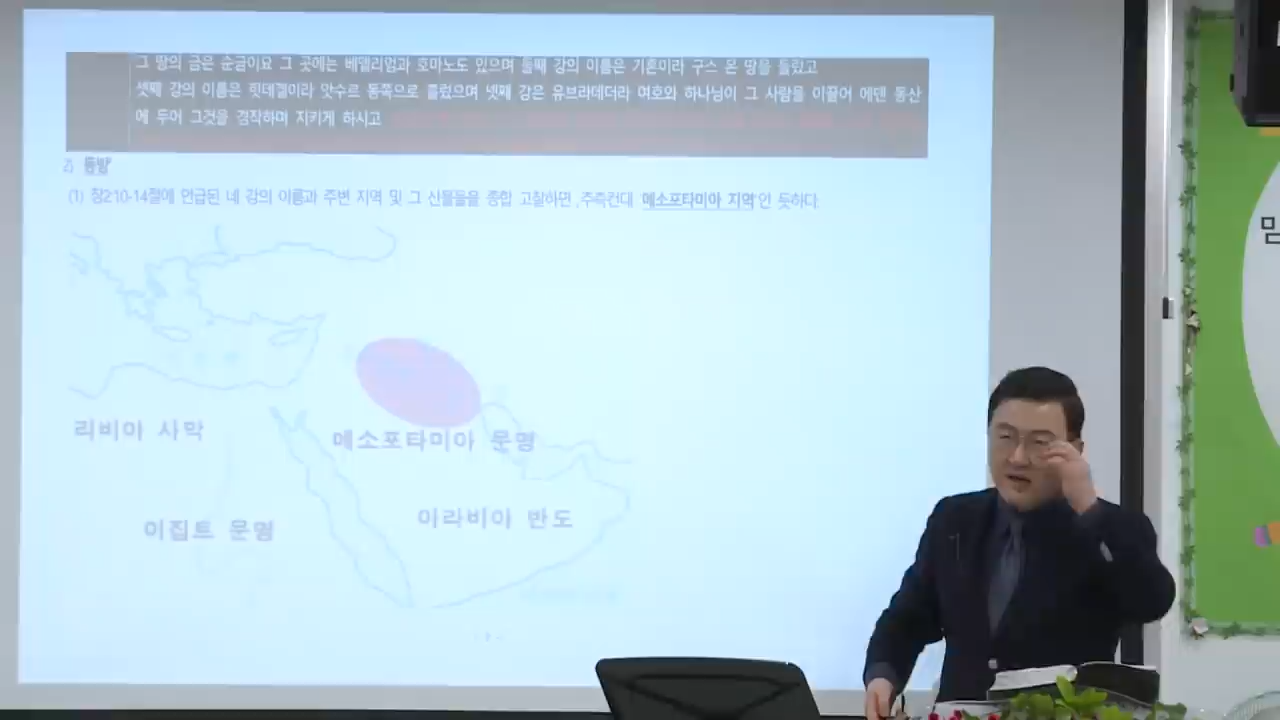 그 땅의 금은 순글이요 그 곳에는 베델리엄과 호마노도 있으며 둘째 강의 이름은 기혼이라 구스 온 땅을 둘렀고
셋째 강의 이름은 힛데겔이라 앗수르 동쪽으로 흘렀으며 넷째 강은 유브라데더라 여호와 하나님이 그 사람을 이끌어 에덴 동산
에 두어 그것을 경작하며 지키게 하시고
2) 동방
(1) 창2:10-14절에 언급된 네 강의 이름과 주변 지역 및 그 산물들을 종합 고찰하면, 추측컨대 메소포타미아 지역인 듯하다.
리비아 사막
메소포타미아 문명
이집트 문명
아라비아 반도